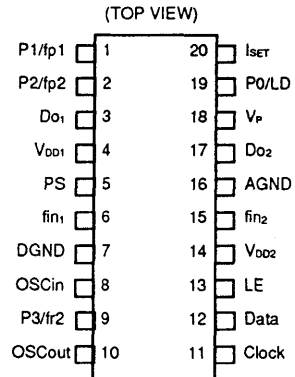 (TOP VIEW)
P1/fp1 1 20 ISET
P2/fp2 2 19 P0/LD
Do1 3 18 VP
VDD1 4 17 Do2
PS 5 16 AGND
fin1 6 15 fin2
DGND 7 14 VDD2
OSCin 8 13 LE
P3/fr2 9 12 Data
OSCout 10 11 Clock